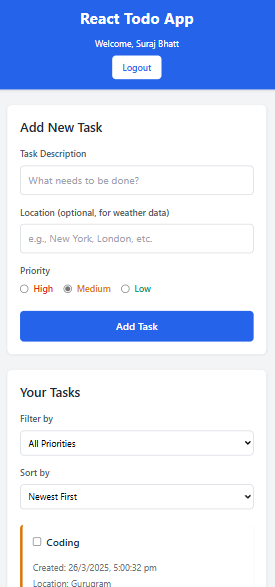 React Todo App
Welcome, Suraj Bhatt
Logout
Add New Task
Task Description
What needs to be done?
Location (optional, for weather data)
e.g., New York, London, etc.
Priority
High Medium Low
Add Task
Your Tasks
Filter by
All Priorities
Sort by
Newest First
Coding
Created: 26/3/2025, 5:00:32 pm
Location: Gurugram